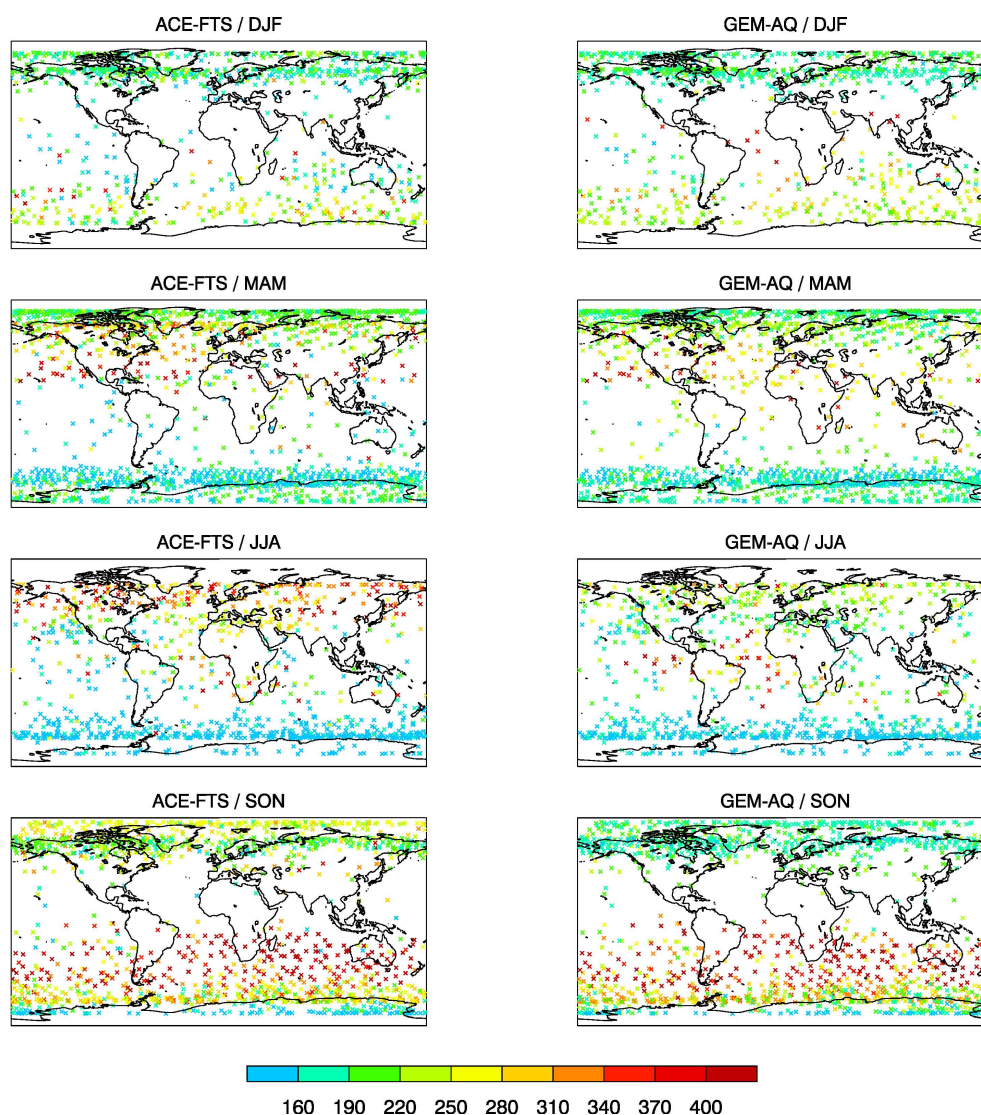 ACE-FTS / DJF
GEM-AQ / DJF
ACE-FTS / MAM
GEM-AQ / MAM
ACE-FTS / JJA
GEM-AQ / JJA
ACE-FTS / SON
GEM-AQ / SON
160 190 220 250 280 310 340 370 400